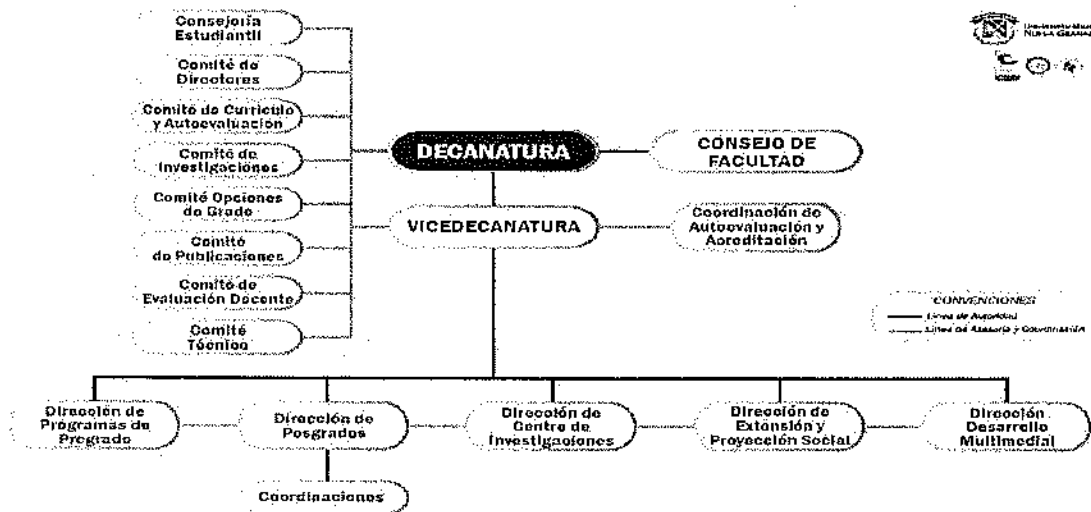 Consejoría
Estudiantil
Comité de
Directores
Comité de Currículo
y Autoevaluación
Comité de
Investigaciones
Comité Opciones
de Grado
Comité
de Publicaciones
Comité de
Evaluación Docente
Comité
Técnico
DECANATURA
CONSEJO DE
FACULTAD
VICEDECANATURA
Coordinación de
Autoevaluación y
Acreditación
CONVENCIONES
Línea de Autoridad
Línea de Asesoría y Coordinación
Dirección de
Programas de
Pregrado
Dirección de
Posgrados
Dirección de
Centro de
Investigaciones
Dirección de
Extensión y
Proyección Social
Dirección
Desarrollo
Multimedial
Coordinaciones